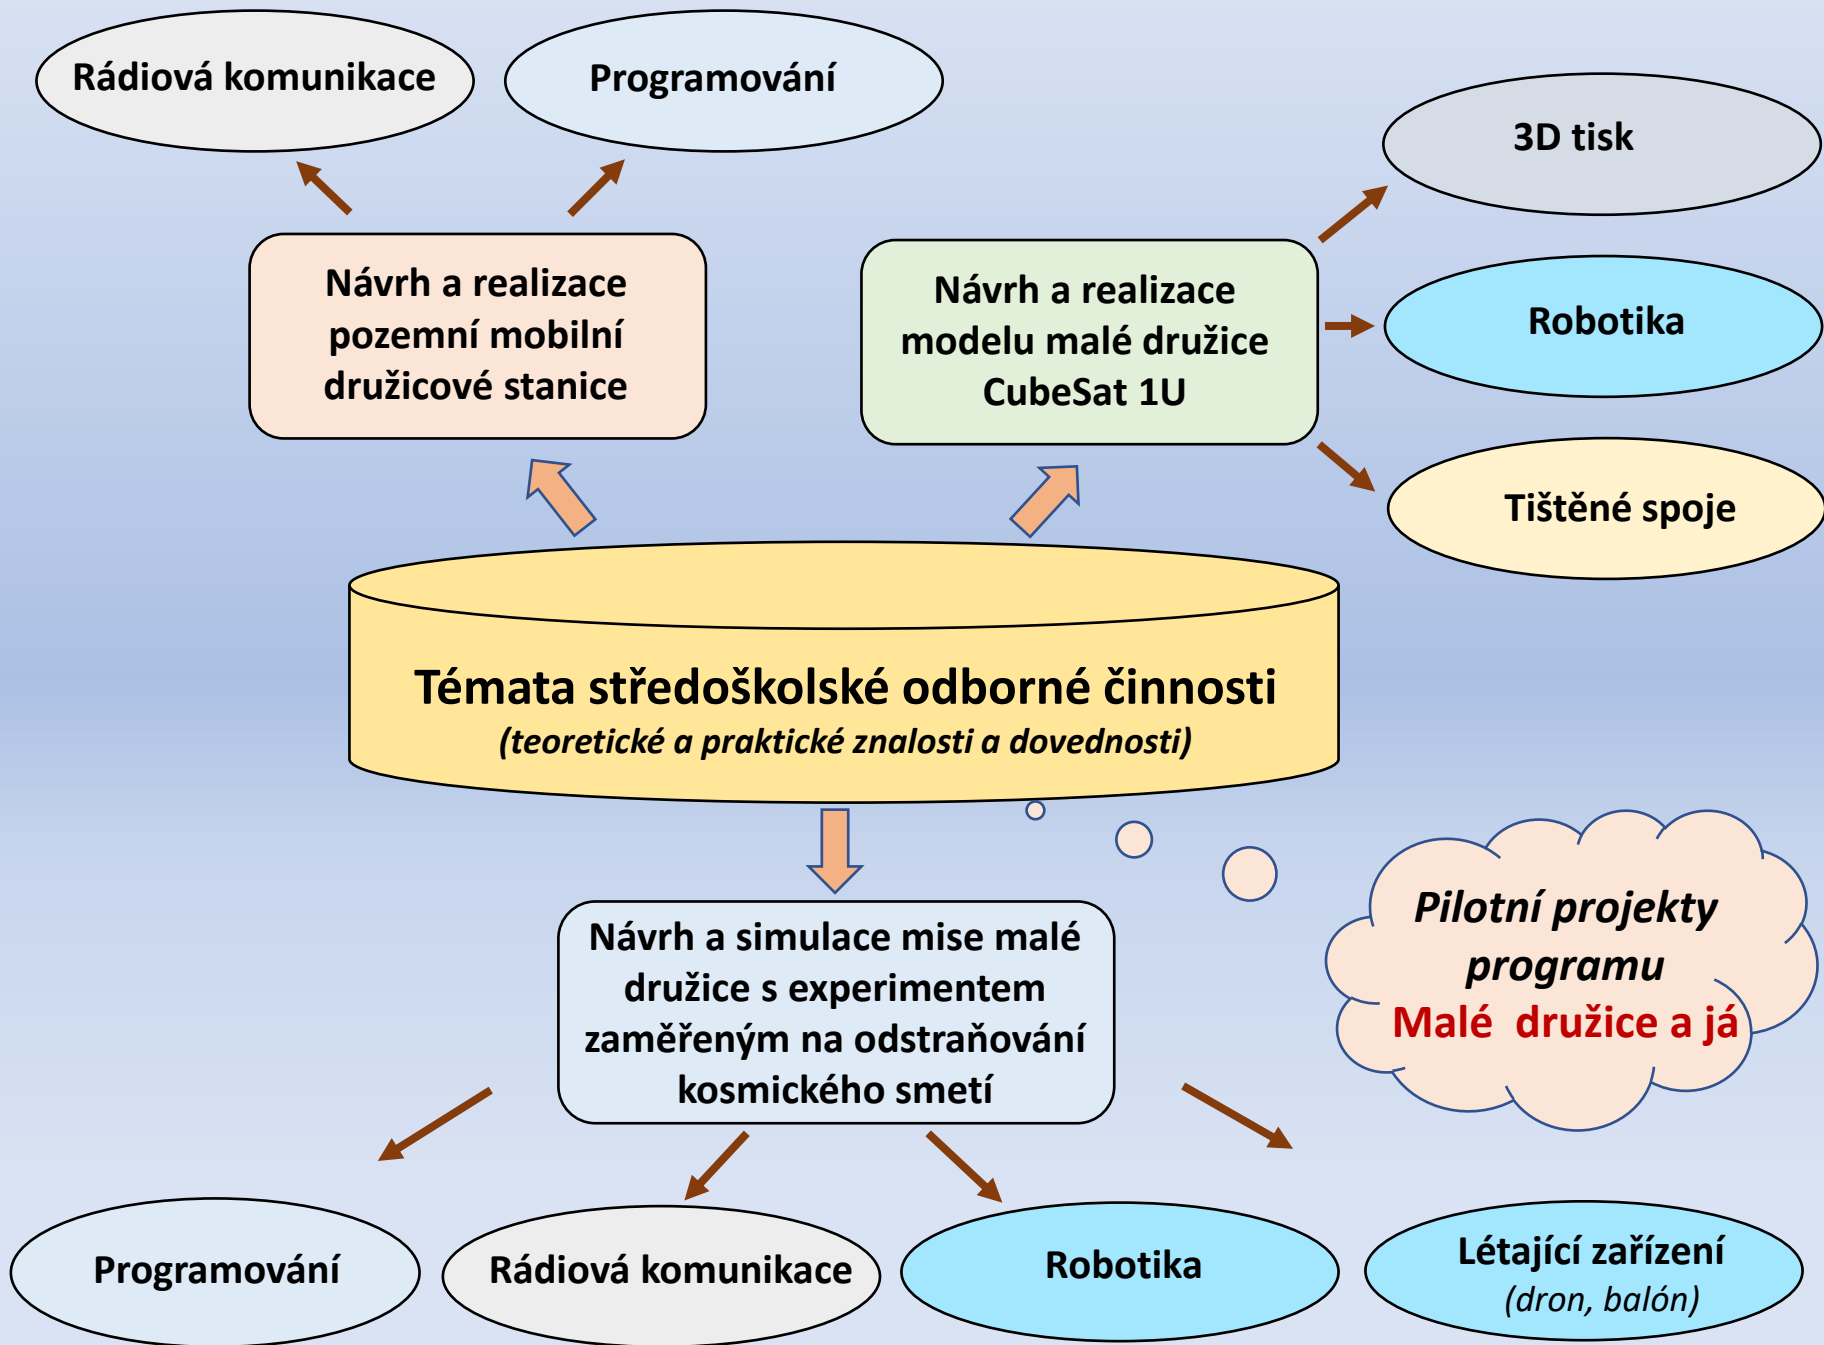 Rádiová komunikace
Programování
3D tisk
Návrh a realizace
pozemní mobilní
družicové stanice
Návrh a realizace
modelu malé družice
CubeSat 1U
Robotika
Tištěné spoje
Témata středoškolské odborné činnosti
(teoretické a praktické znalosti a dovednosti)
Pilotní projekty
programu
Malé družice a já
Návrh a simulace mise malé
družice s experimentem
zaměřeným na odstraňování
kosmického smetí
Programování
Rádiová komunikace
Robotika
Létající zařízení
(dron, balón)